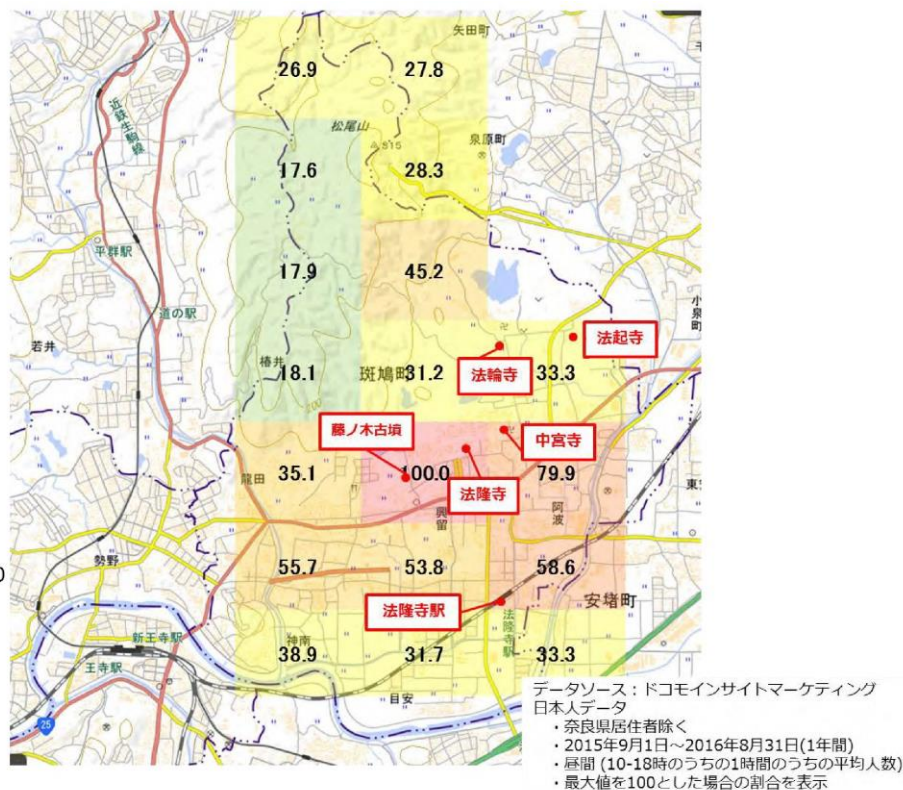 矢田町
26.9
27.8
近鉄生駒線
松尾山
315
泉原町
17.6
28.3
平群駅
17.9
45.2
道の駅
小泉町
若井
椿井
法起寺
斑鳩町
法輪寺
18.1
31.2
33.3
200
藤ノ木古墳
中宮寺
龍田
35.1
100.0
79.9
法隆寺
興留
阿波
勢野
55.7
53.8
58.6
法隆寺駅
安堵町
新王寺駅
神南
法隆寺駅
王寺駅
38.9
31.7
33.3
目安
25
データソース:ドコモインサイトマーケティング
日本人データ
・奈良県居住者除く
・2015年9月1日～2016年8月31日(1年間)
・昼間 (10-18時のうちの1時間のうちの平均人数)
・最大値を100とした場合の割合を表示